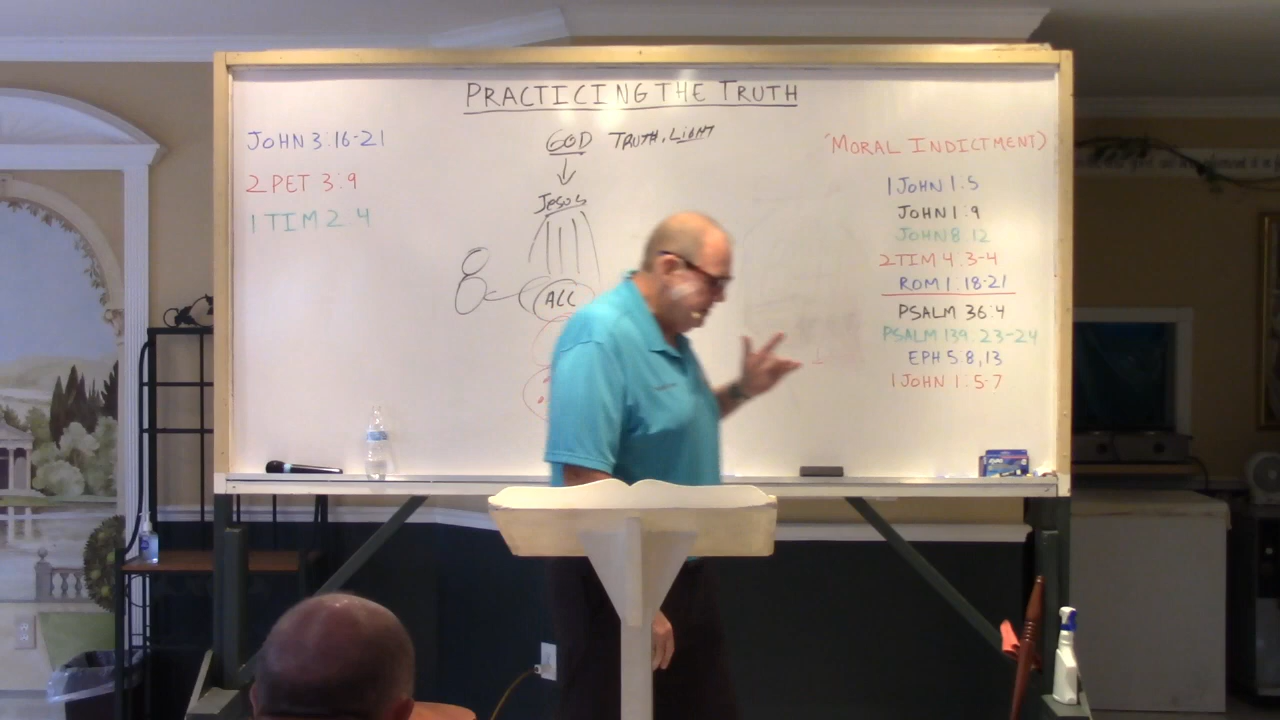 PRACTICING THE TRUTH
JOHN 3:16-21
2 PET 3:9
1 TIM 2 4
GOD TRUTH, LIGHT
JESUS
ALL
'MORAL INDICTMENT)
1 JOHN 1:5
JOHN 1:9
JOHN 8:12
2 TIM 4:3-4
ROM 1:18-21
PSALM 36:4
PSALM 139:23-24
EPH 5:8,13
1 JOHN 1:5-7